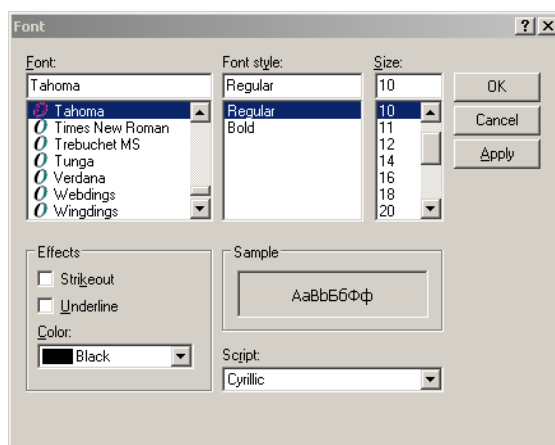 Font
Font:
Tahoma
Tahoma
Times New Roman
Trebuchet MS
Tunga
Verdana
Webdings
Wingdings
Font style:
Regular
Regular
Bold
Size:
10
10
11
12
14
16
18
20
OK
Cancel
Apply
Effects
Strikeout
Underline
Color:
Black
Sample
AaBbБбФф
Script:
Cyrillic